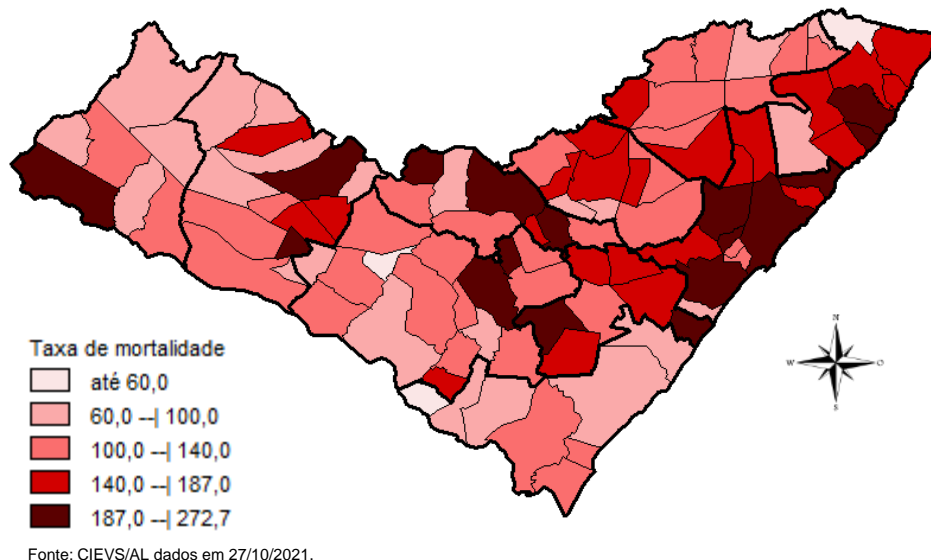 Taxa de mortalidade
até 60,0
60,0 --| 100,0
100,0 --| 140,0
140,0 --| 187,0
187,0 --| 272,7
N
W
O
S
Fonte: CIEVS/AL dados em 27/10/2021.